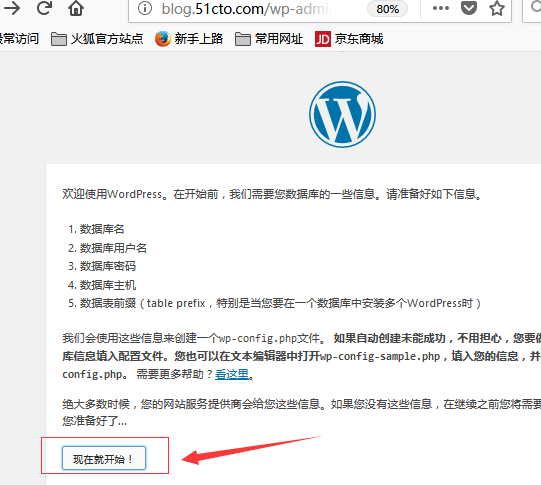 blog.51cto.com/wp-admin
80%
最常访问 火狐官方站点 新手上路 常用网址 JD 京东商城
欢迎使用WordPress。在开始前，我们需要您数据库的一些信息。请准备好如下信息。
1. 数据库名
2. 数据库用户名
3. 数据库密码
4. 数据库主机
5. 数据表前缀（table prefix，特别是当您要在一个数据库中安装多个WordPress时）
我们会使用这些信息来创建一个wp-config.php文件。 如果自动创建未能成功，不用担心，您要做
库信息填入配置文件。您也可以在文本编辑器中打开wp-config-sample.php，填入您的信息，并
config.php。 需要更多帮助？看这里。
绝大多数时候，您的网站服务提供商会给您这些信息。如果您没有这些信息，在继续之前您将需要
您准备好了…
现在就开始！